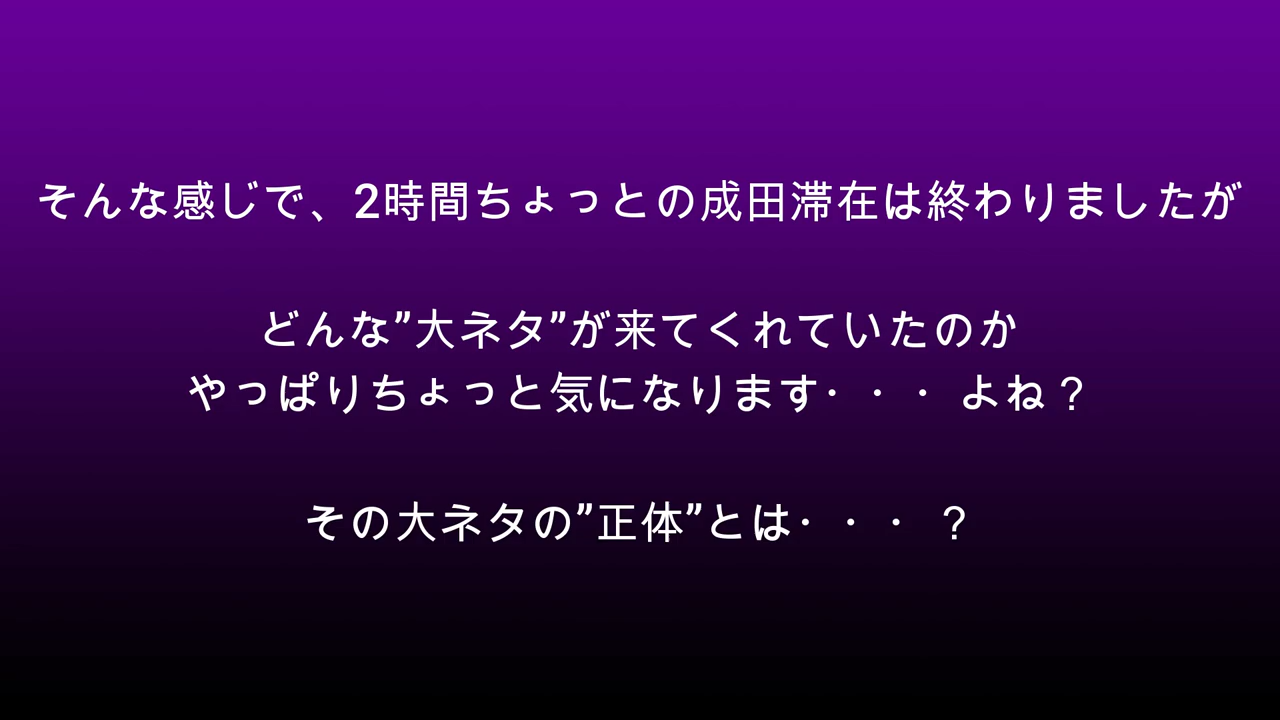 そんな感じで、2時間ちょっとの成田滞在は終わりましたが
どんな”大ネタ”が来てくれていたのか
やっぱりちょっと気になります・・・ よね？
その大ネタの”正体”とは・・・ ？